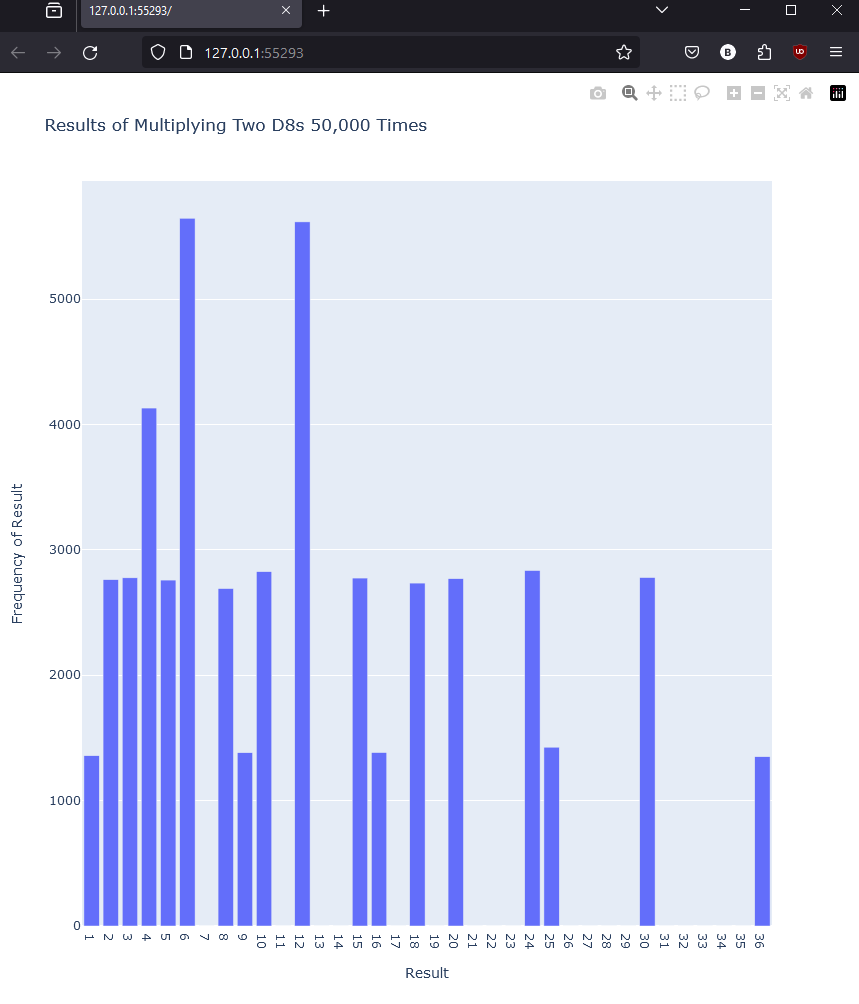 127.0.0.1:55293/
B
127.0.0.1:55293
UD
Results of Multiplying Two D8s 50,000 Times
5000
4000
3000
2000
1000
0
Frequency of Result
1 2 3 4 5 6 7 8 9 10 11 12 13 14 15 16 17 18 19 20 21 22 23 24 25 26 27 28 29 30 31 32 33 34 35 36
Result